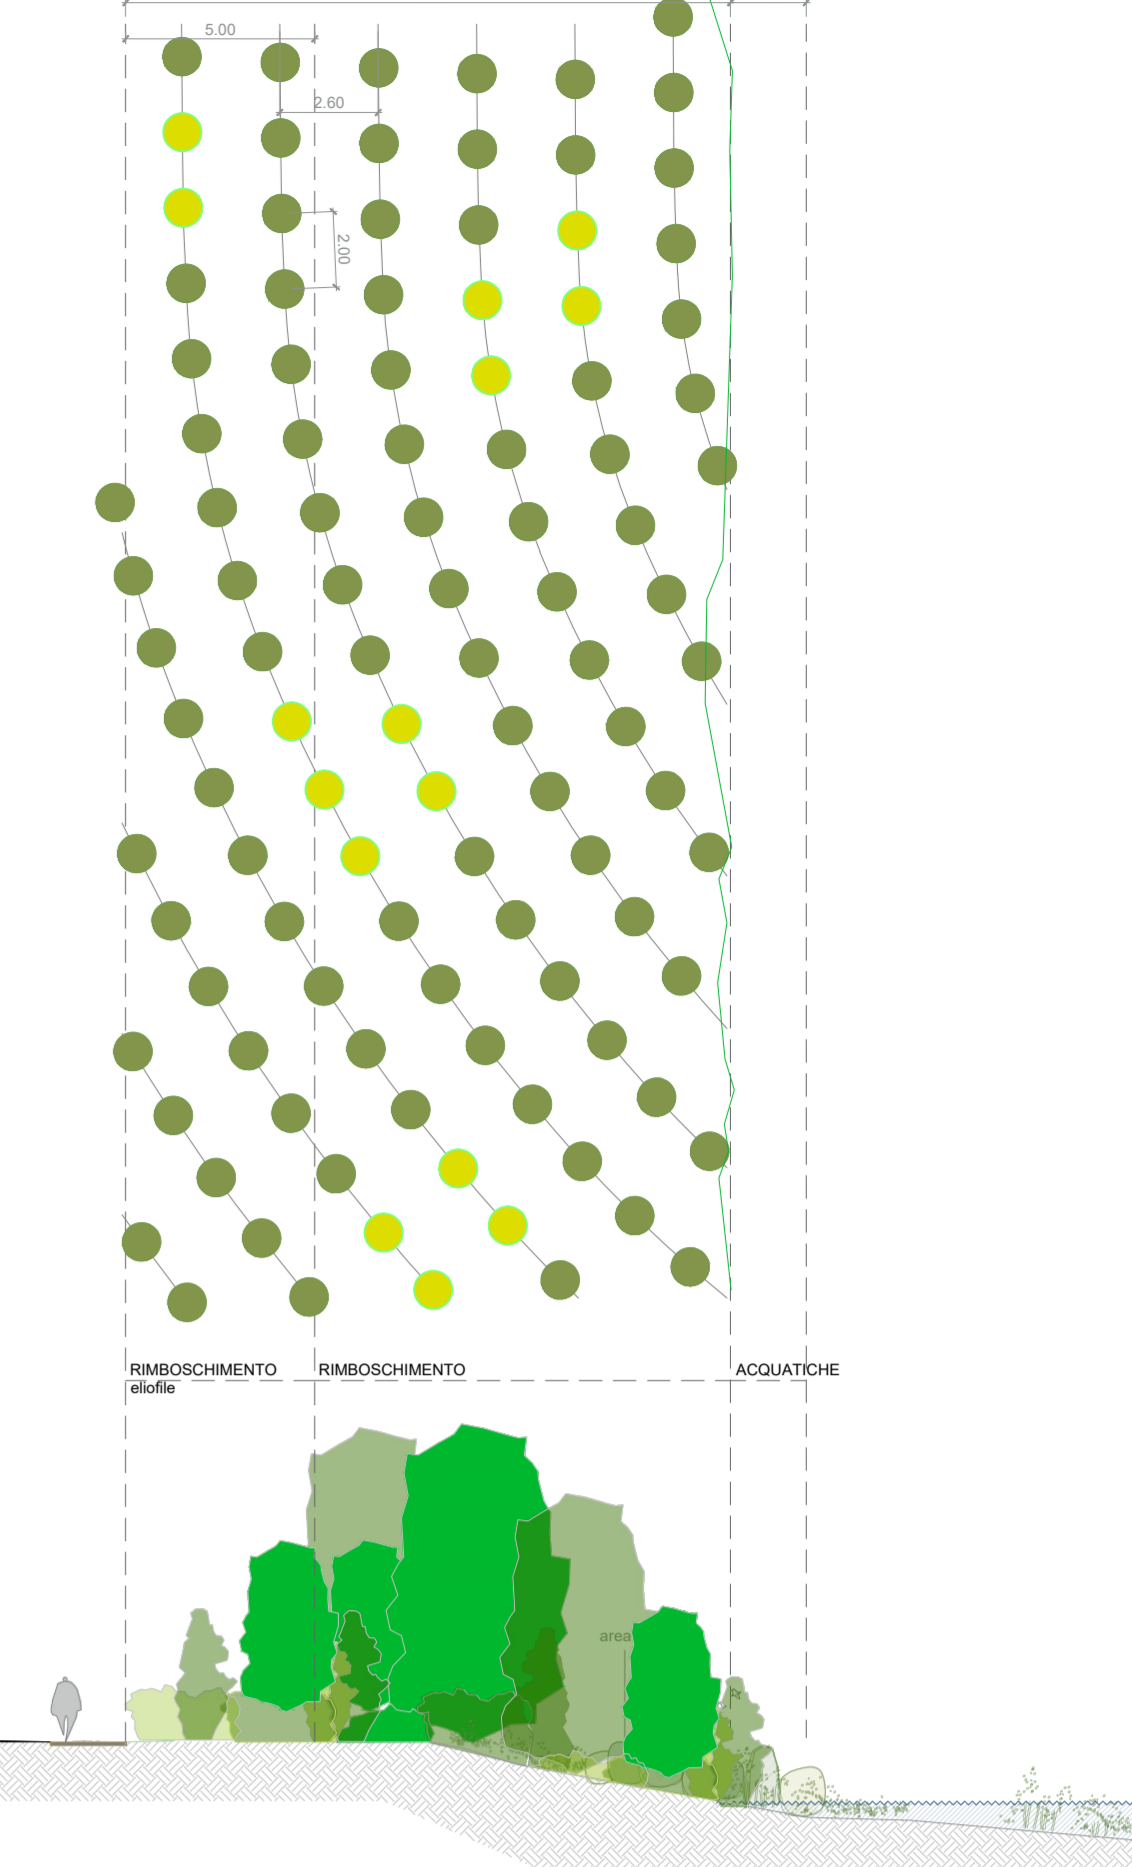 5.00
2.60
2.00
RIMBOSCHIMENTO
eliofile
RIMBOSCHIMENTO
ACQUATICHE
area